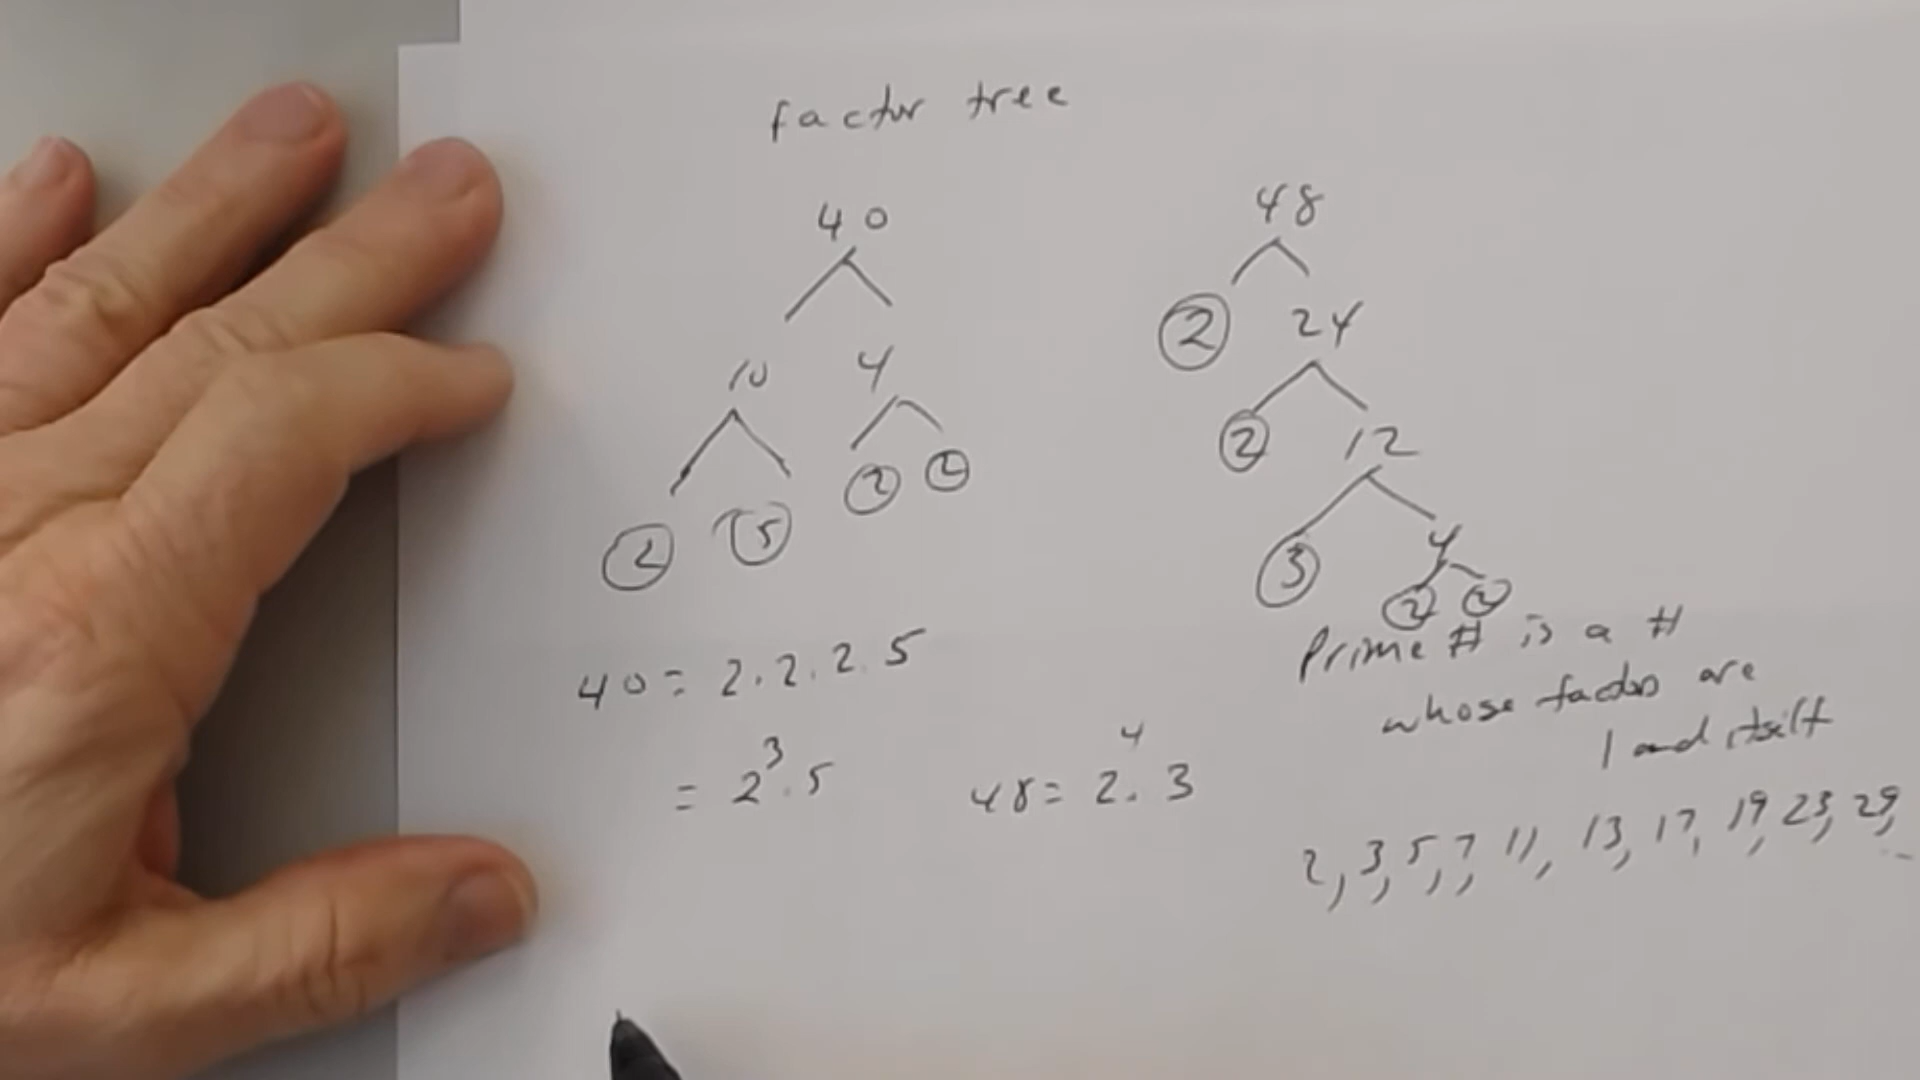 factor tree
40
10 4
2 5 2 2
48
2 24
2 12
3 4
2 2
40 = 2.2.2.5
= 2³.5
48 = 2⁴.3
Prime # is a #
whose factors are
1 and itself
2, 3, 5, 7, 11, 13, 17, 19, 23, 29, ...